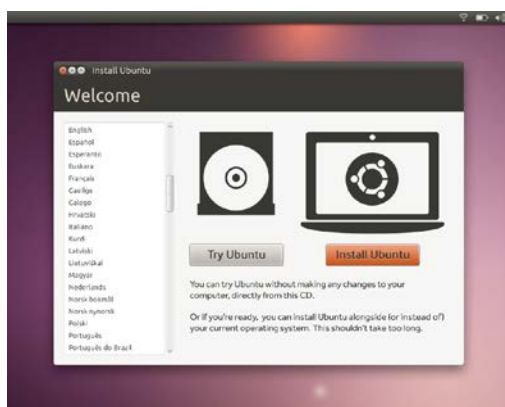 Install Ubuntu
Welcome
English
Español
Esperanto
Euskara
Français
Gaeilge
Galego
Hrvatski
Italiano
Kurdî
Latviski
Lietuviškai
Magyar
Nederlands
Norsk bokmål
Norsk nynorsk
Polski
Português
Português do Brasil
Try Ubuntu
Install Ubuntu
You can try Ubuntu without making any changes to your
computer, directly from this CD.
Or if you're ready, you can install Ubuntu alongside (or instead of)
your current operating system. This shouldn't take too long.